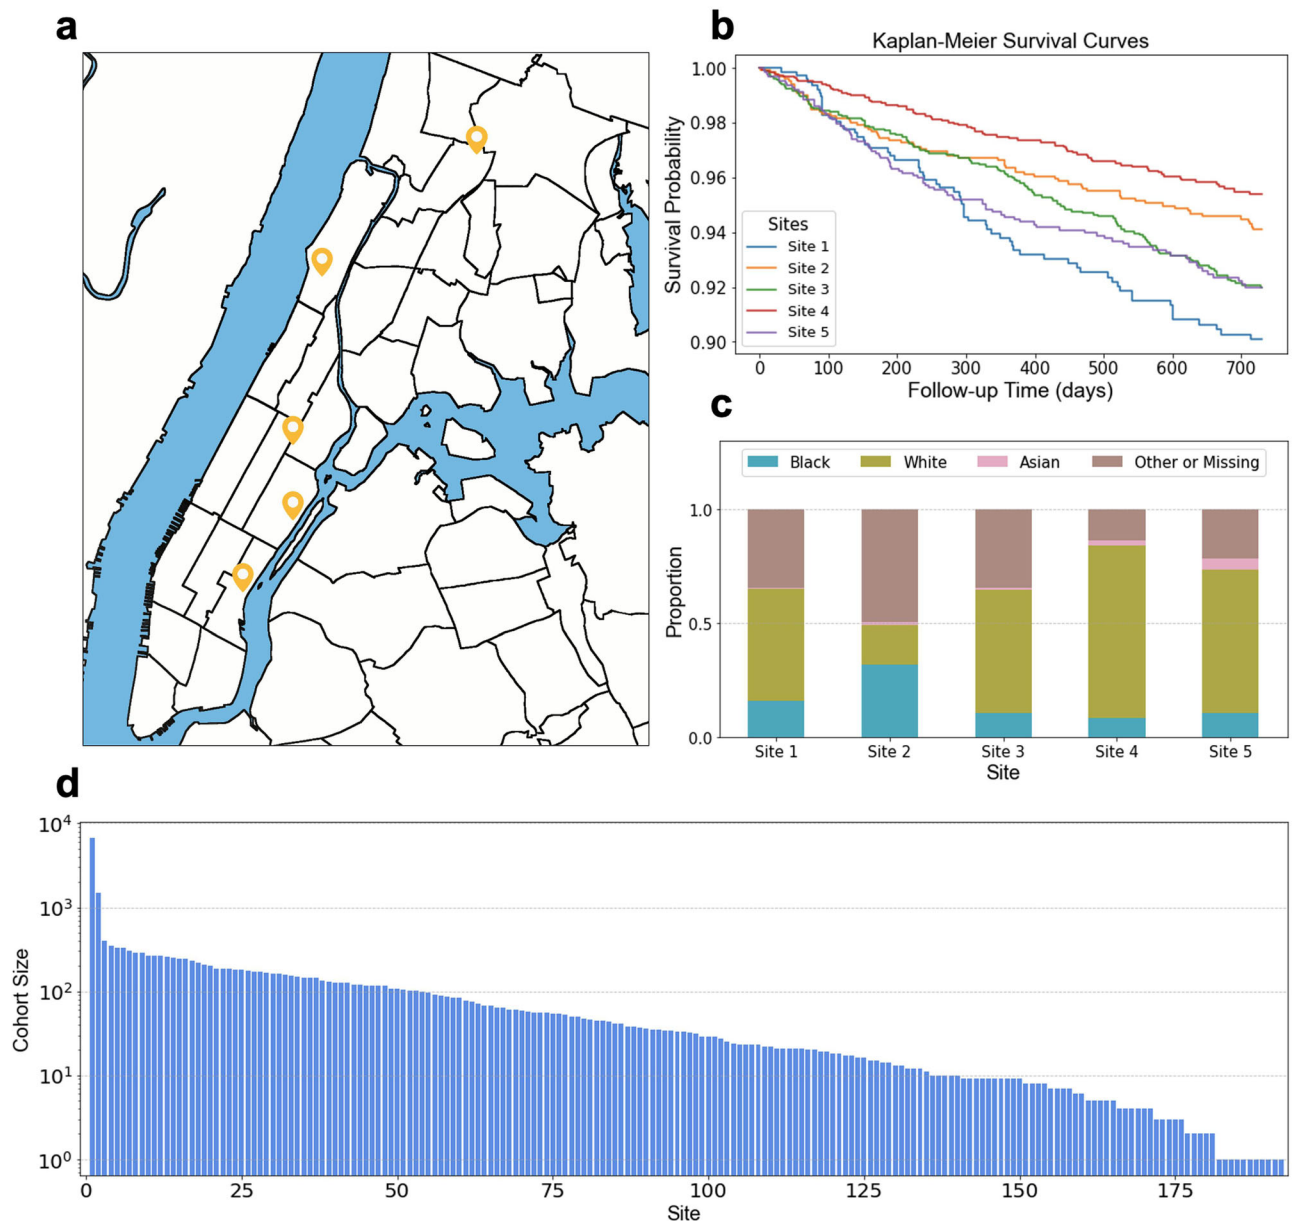 a
b
Kaplan-Meier Survival Curves
1.00
0.98
0.96
0.94
0.92
0.90
Survival Probability
Sites
Site 1
Site 2
Site 3
Site 4
Site 5
0 100 200 300 400 500 600 700
Follow-up Time (days)
c
Black White Asian Other or Missing
1.0
0.5
0.0
Proportion
Site 1 Site 2 Site 3 Site 4 Site 5
Site
d
10⁴
10³
10²
10¹
10⁰
Cohort Size
0 25 50 75 100 125 150 175
Site